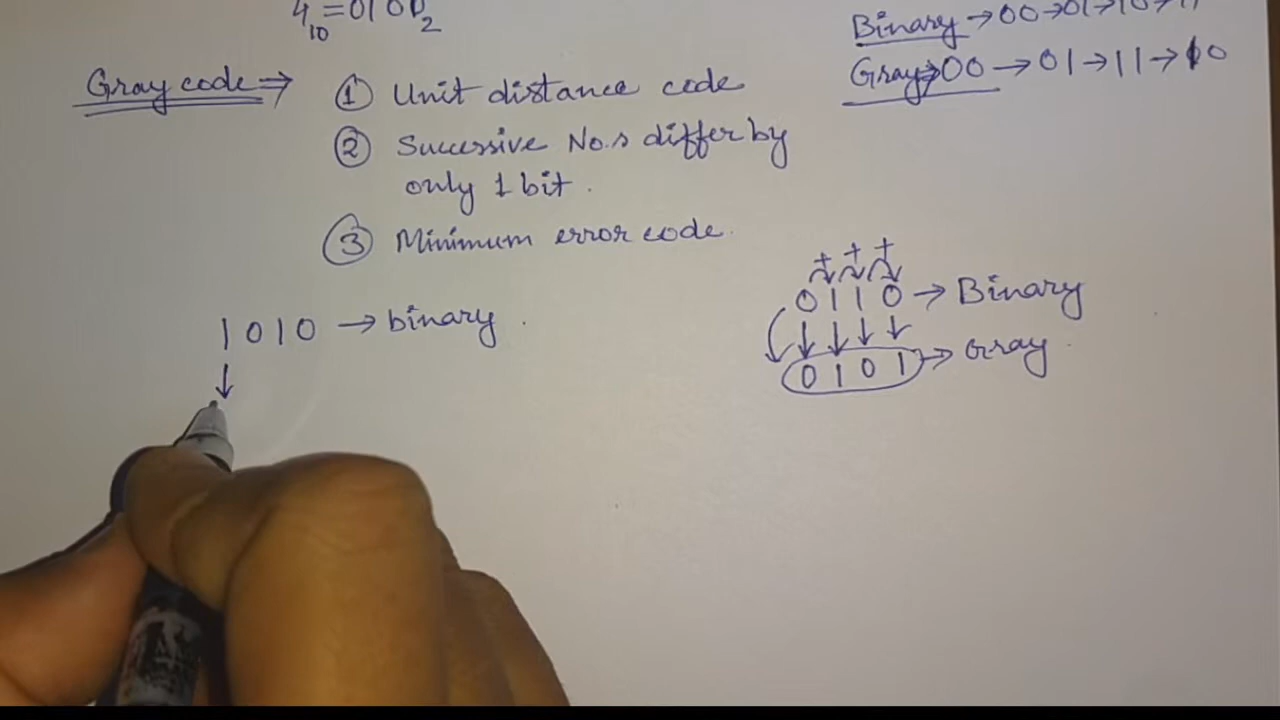 4₁₀ = 0100₂
Binary → 00 → 01 → 10 → 11
Gray → 00 → 01 → 11 → 10
Gray code ⇒ ① Unit distance code
② Successive No.s differ by
only 1 bit.
③ Minimum error code.
+ + +
0110 → Binary
0101 → Gray
1010 → binary